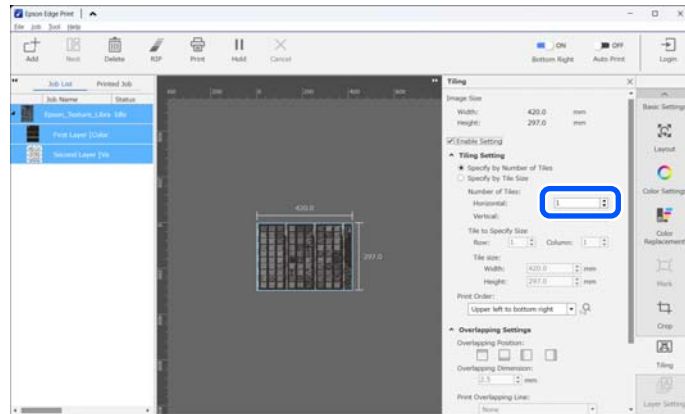 Epson Edge Print
File Job Tool Help
Add Nest Delete RIP Print Hold Cancel
ON OFF
Bottom Right Auto Print Login
Job List Printed Job
Job Name Status
Epson_Texture_Libra Idle
First Layer [Color
Second Layer [Va
420.0
297.0
Tiling
Image Size
Width: 420.0 mm
Height: 297.0 mm
Enable Setting
Tiling Setting
Specify by Number of Tiles
Specify by Tile Size
Number of Tiles:
Horizontal: 1
Vertical:
Tile to Specify Size
Row: 1 Column: 1
Tile size:
Width: 420.0 mm
Height: 297.0 mm
Print Order:
Upper left to bottom right
Overlapping Settings
Overlapping Position:
Overlapping Dimension:
2.5 mm
Print Overlapping Line:
None
Basic Settings
Layout
Color Settings
Color
Replacement
Mark
Crop
Tiling
Layer Setting